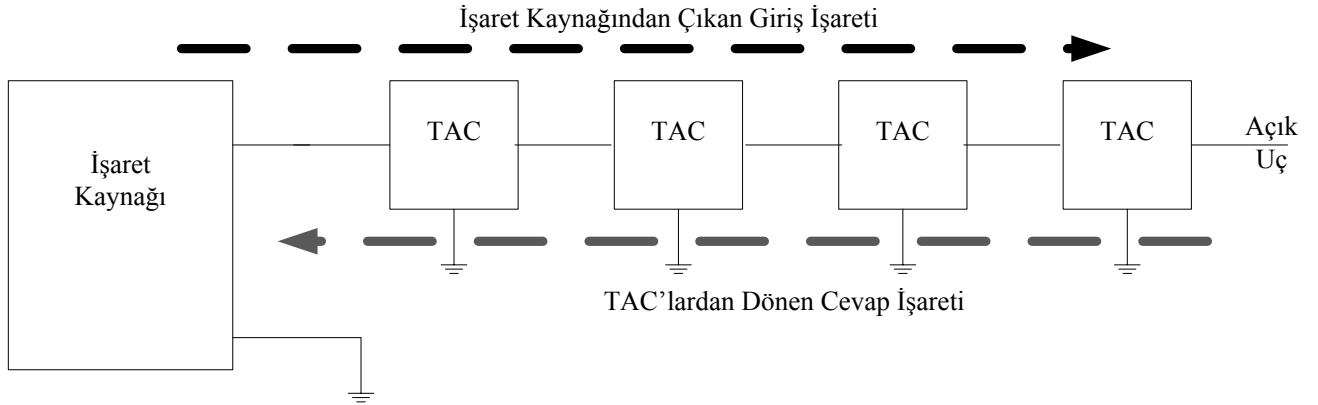 İşaret Kaynağından Çıkan Giriş İşareti
İşaret
Kaynağı
TAC
TAC
TAC
TAC
Açık
Uç
TAC’lardan Dönen Cevap İşareti